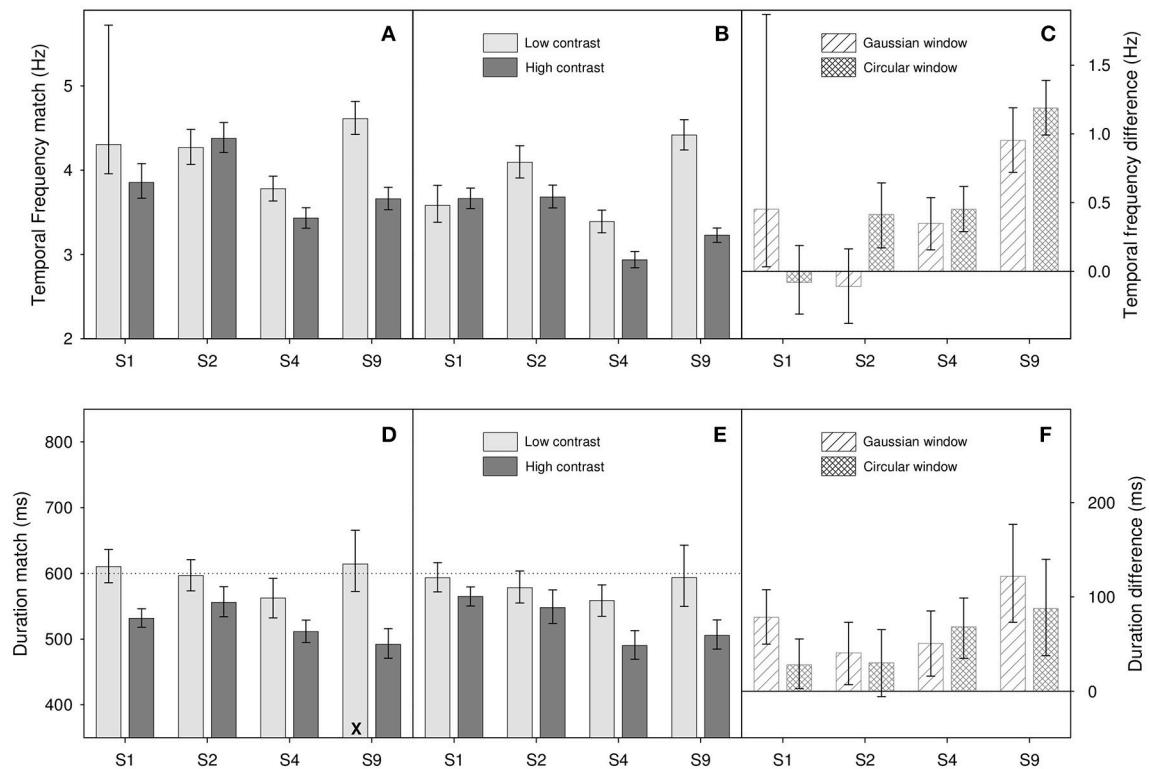 A
B
C
Low contrast
High contrast
Gaussian window
Circular window
Temporal Frequency match (Hz)
5
4
3
2
1.5
1.0
0.5
0.0
Temporal frequency difference (Hz)
S1 S2 S4 S9 S1 S2 S4 S9 S1 S2 S4 S9
D
E
F
Low contrast
High contrast
Gaussian window
Circular window
Duration match (ms)
800
700
600
500
400
200
100
0
Duration difference (ms)
X
S1 S2 S4 S9 S1 S2 S4 S9 S1 S2 S4 S9